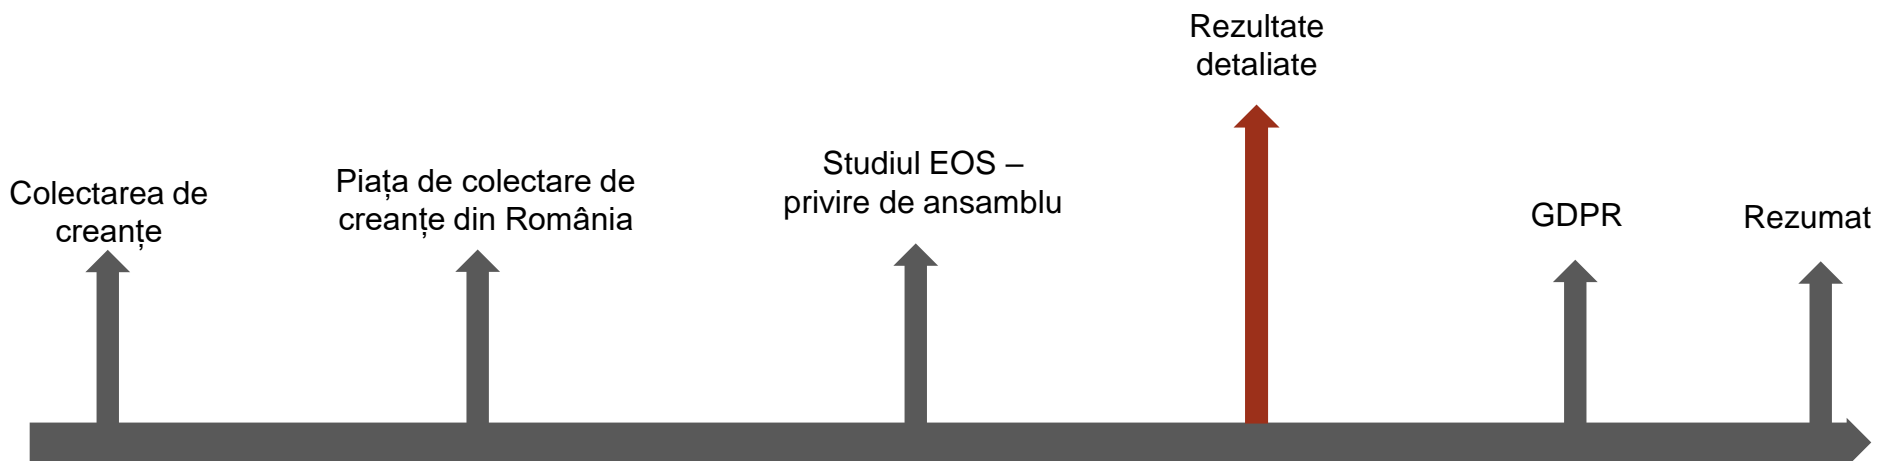 Colectarea de
creanțe
Piața de colectare de
creanțe din România
Studiul EOS –
privire de ansamblu
Rezultate
detaliate
GDPR
Rezumat